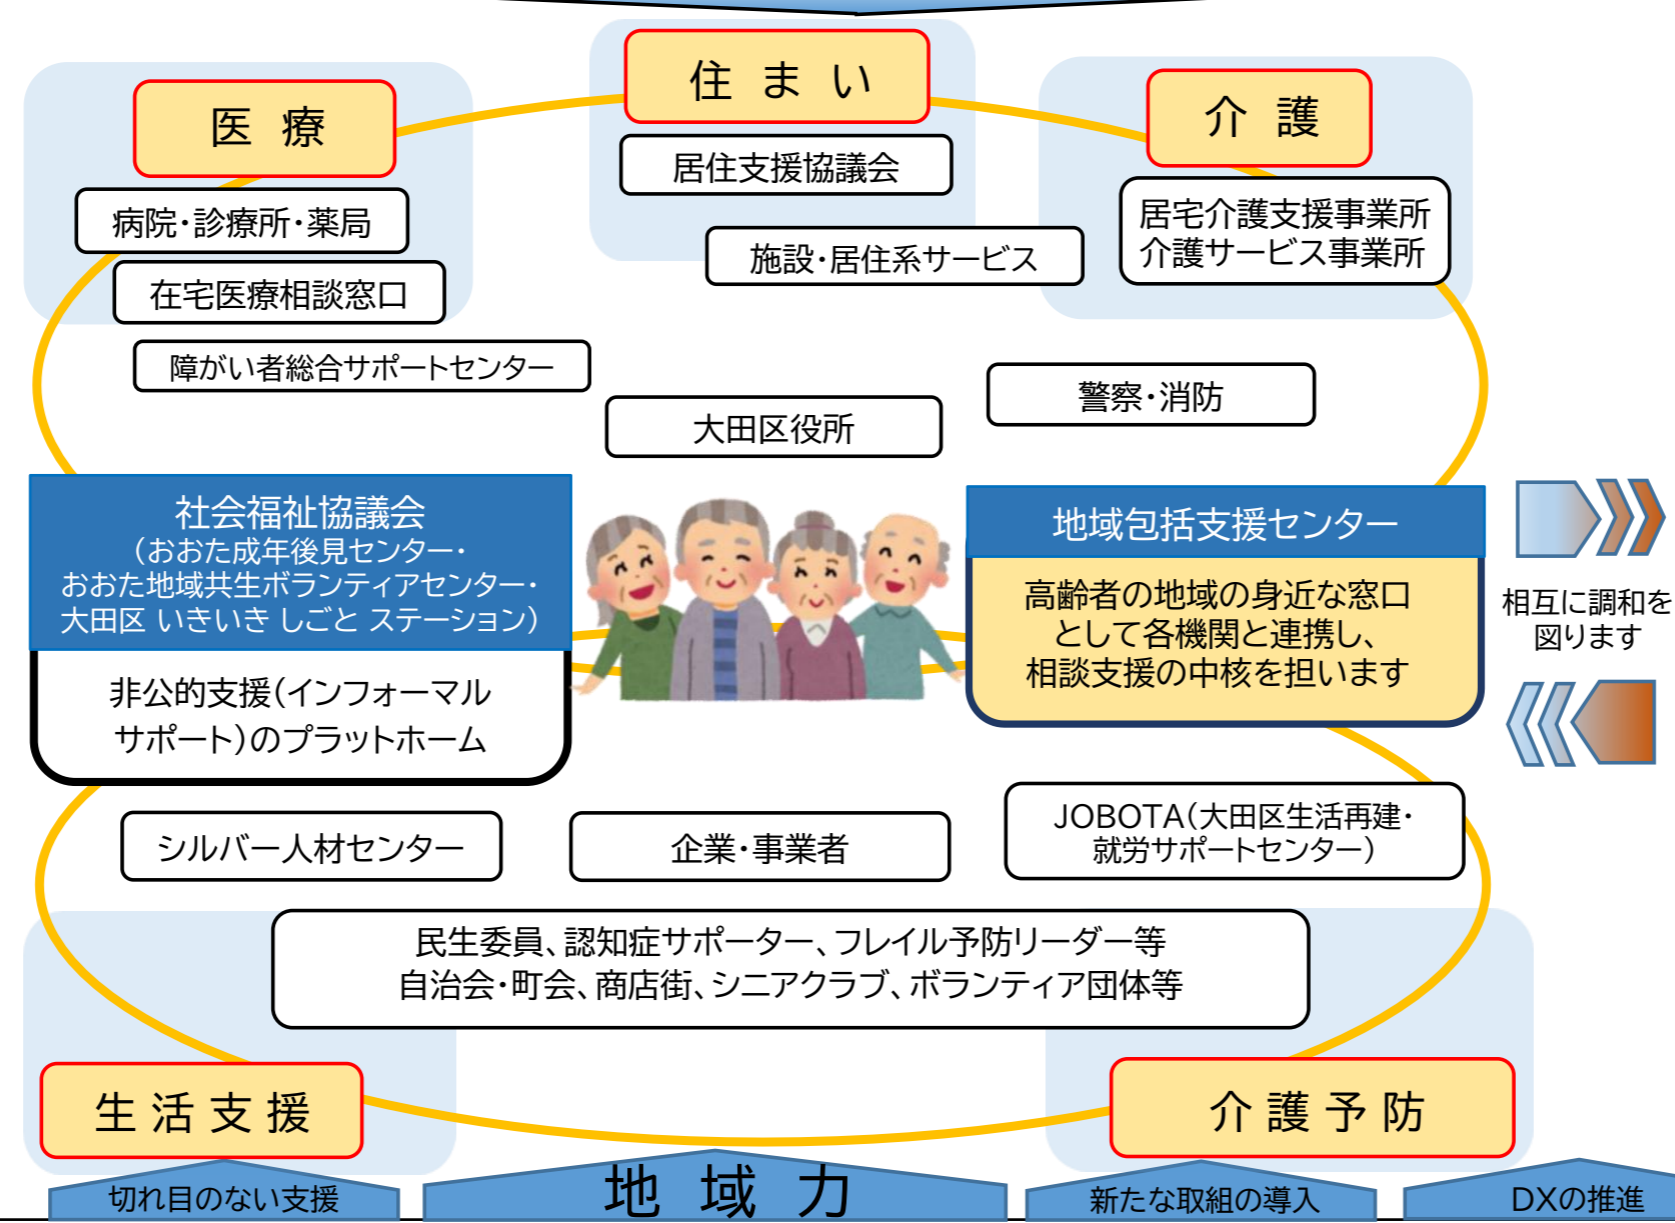 住まい
医療
介護
居住支援協議会
病院・診療所・薬局
居宅介護支援事業所
介護サービス事業所
施設・居住系サービス
在宅医療相談窓口
障がい者総合サポートセンター
警察・消防
大田区役所
社会福祉協議会
（おおた成年後見センター・
おおた地域共生ボランティアセンター・
大田区 いきいき しごと ステーション）
非公的支援（インフォーマル
サポート）のプラットホーム
地域包括支援センター
高齢者の地域の身近な窓口
として各機関と連携し、
相談支援の中核を担います
相互に調和を
図ります
シルバー人材センター
企業・事業者
JOBOTA（大田区生活再建・
就労サポートセンター）
民生委員、認知症サポーター、フレイル予防リーダー等
自治会・町会、商店街、シニアクラブ、ボランティア団体等
生活支援
介護予防
切れ目のない支援
地域力
新たな取組の導入
DXの推進